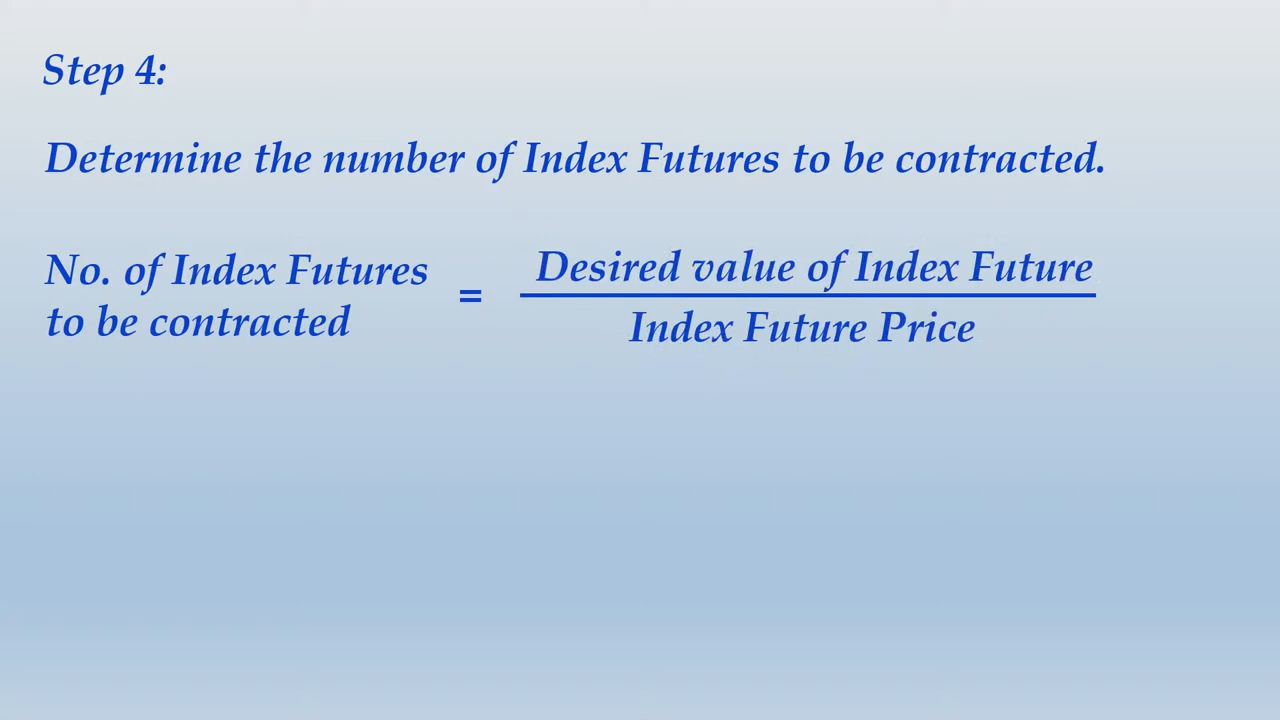 Step 4:
Determine the number of Index Futures to be contracted.
No. of Index Futures
to be contracted
=
Desired value of Index Future
Index Future Price